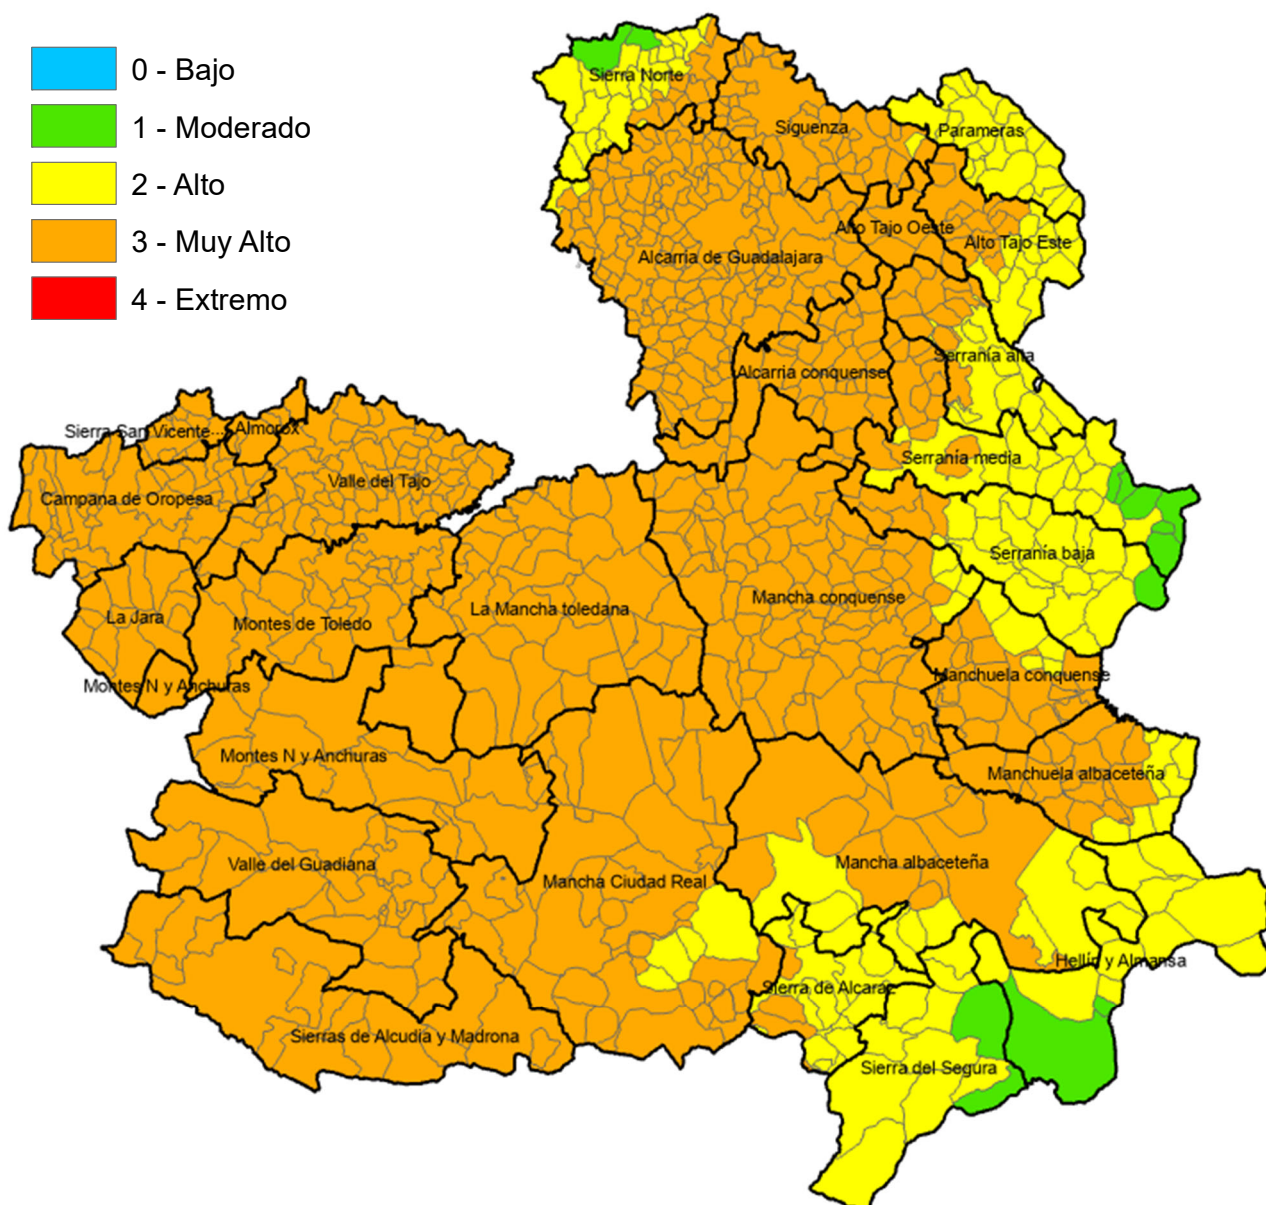 0 - Bajo
1 - Moderado
2 - Alto
3 - Muy Alto
4 - Extremo
Sierra Norte
Siguenza
Parameras
Alto Tajo Oeste
Alto Tajo Este
Alcarria de Guadalajara
Serranía alta
Alcarria conquense
Sierra San Vicente...
Almorox
Serranía media
Valle del Tajo
Campana de Oropesa
Serranía baja
Mancha conquense
La Mancha toledana
La Jara
Montes de Toledo
Manchuela conquense
Montes N y Anchuras
Montes N y Anchuras
Manchuela albaceteña
Valle del Guadiana
Mancha albaceteña
Mancha Ciudad Real
Hellín y Almansa
Sierra de Alcaraz
Sierras de Alcudia y Madrona
Sierra del Segura